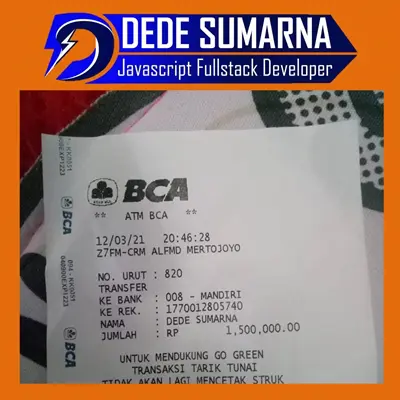 DEDE SUMARNA
Javascript Fullstack Developer
BCA
** ATM BCA **
12/03/21 20:46:28
Z7FM-CRM ALFMD MERTOJOYO
NO. URUT : 820
TRANSFER
KE BANK : 008 - MANDIRI
KE REK. : 1770012805740
NAMA : DEDE SUMARNA
JUMLAH : RP 1,500,000.00
UNTUK MENDUKUNG GO GREEN
TRANSAKSI TARIK TUNAI
TIDAK AKAN LAGI MENCETAK STRUK
BCA
BCA